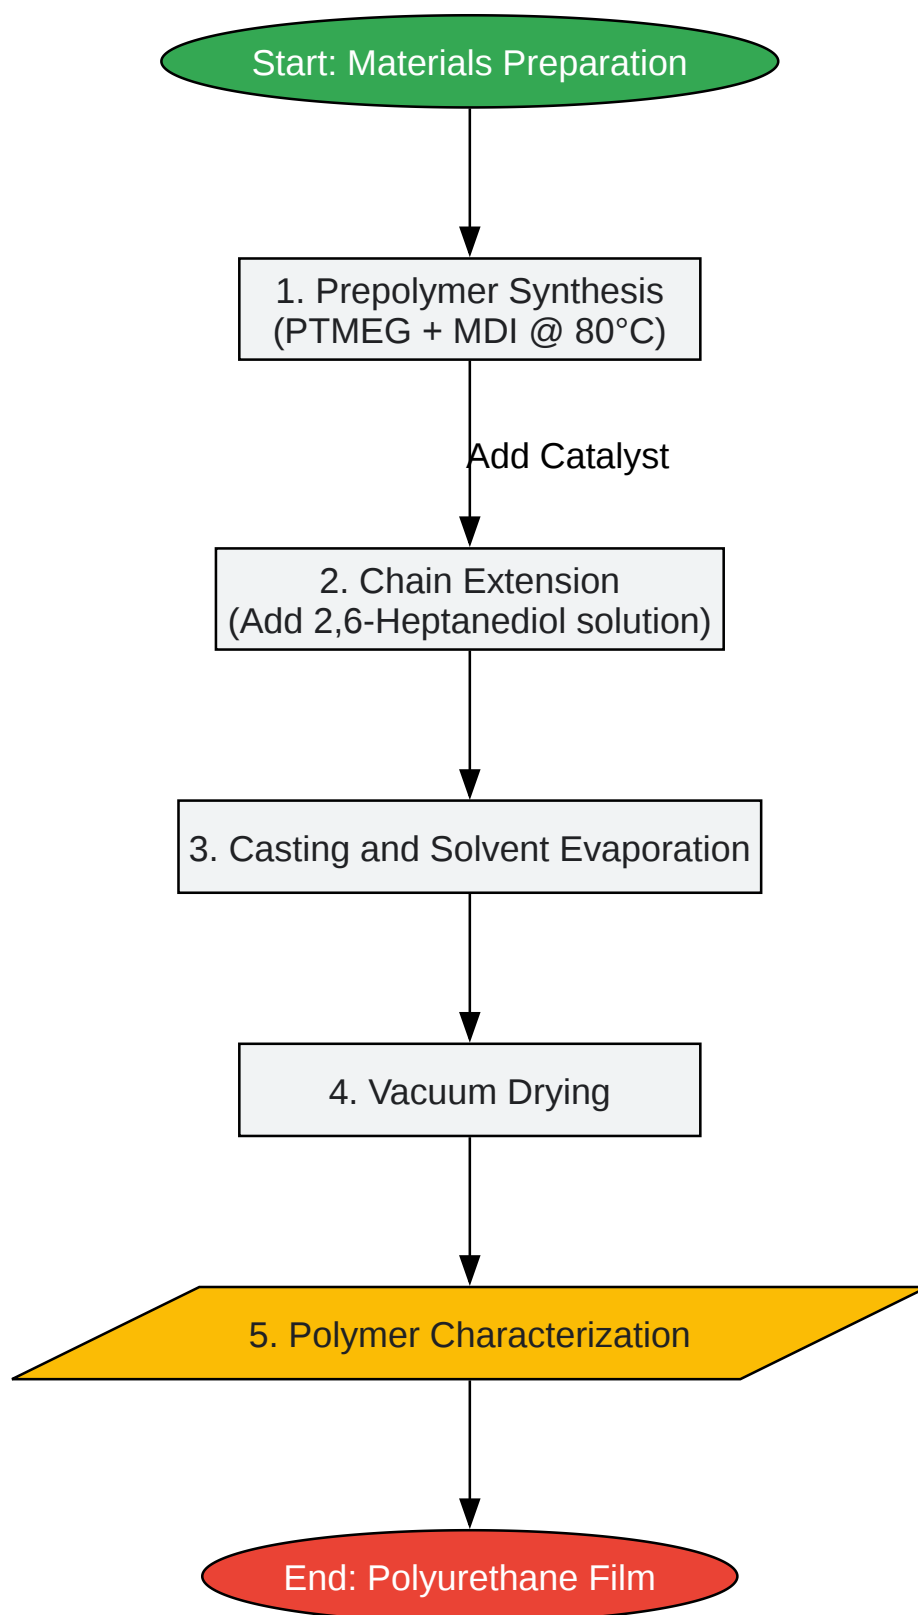 Start: Materials Preparation
1. Prepolymer Synthesis
(PTMEG + MDI @ 80°C)
Add Catalyst
2. Chain Extension
(Add 2,6-Heptanediol solution)
3. Casting and Solvent Evaporation
4. Vacuum Drying
5. Polymer Characterization
End: Polyurethane Film